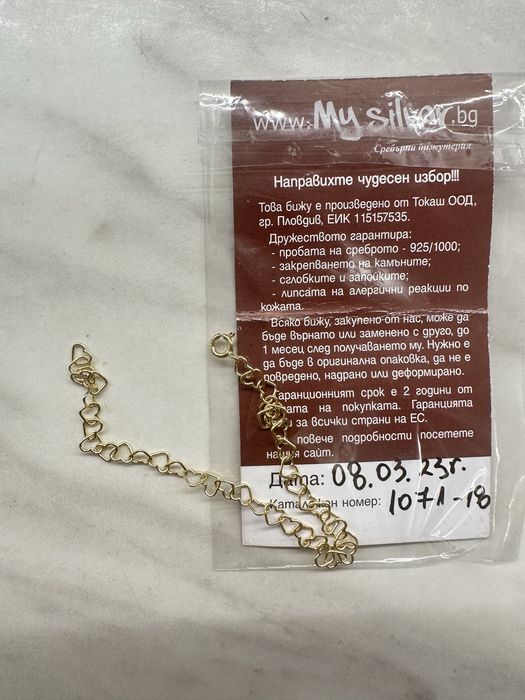 www.My silver.bg
Сребърна бижутерия
Направихте чудесен избор!!!
Това бижу е произведено от Токаш ООД,
гр. Пловдив, ЕИК 115157535.
Дружеството гарантира:
- пробата на среброто - 925/1000;
- закрепването на камъните;
- сглобките и запойките;
- липсата на алергични реакции по
кожата.
Всяко бижу, закупено от нас, може да
бъде върнато или заменено с друго, до
1 месец след получаването му. Нужно е
да бъде в оригинална опаковка, да не е
повредено, надрано или деформирано.
Гаранционният срок е 2 години от
на покупката. Гаранцията
за всички страни на ЕС.
повече подробности посетете
нашия сайт.
Дата: 08.03.23г.
Каталожен номер: 1071-18